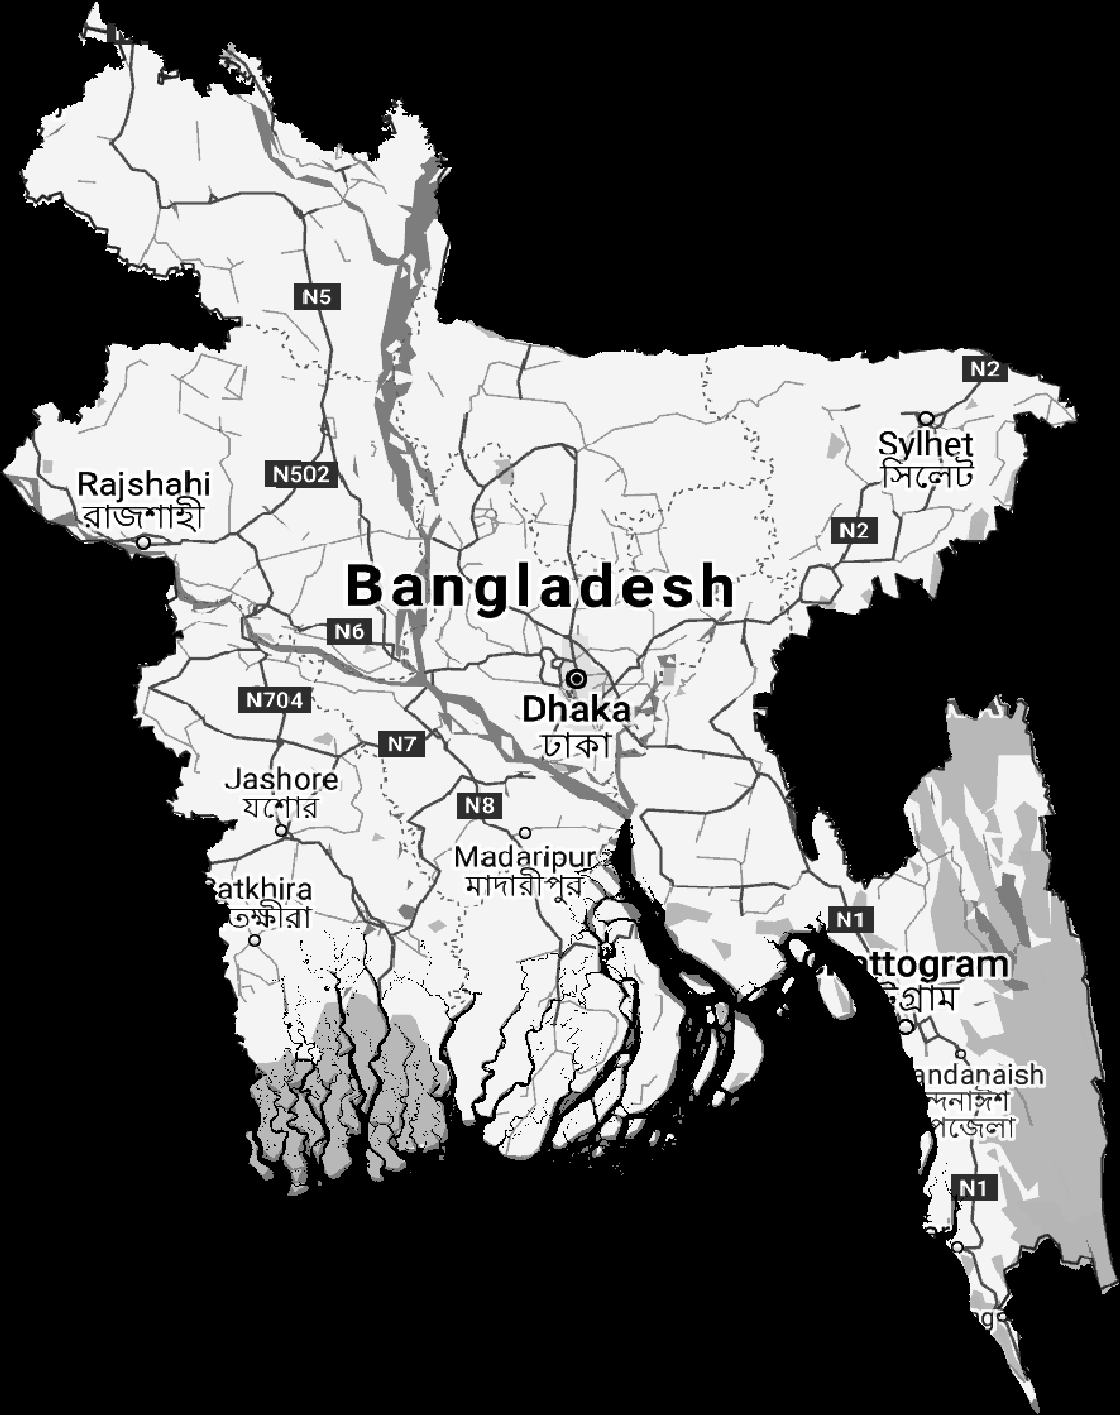 N5
N2
Sylhet
সিলেট
N502
Rajshahi
রাজশাহী
N2
Bangladesh
N6
N704
Dhaka
ঢাকা
N7
Jashore
যশোর
N8
Madaripur
মাদারীপুর
atkhira
তক্ষীরা
N1
ttogram
গ্রাম
andanaish
ন্দনাঈশ
পজেলা
N1